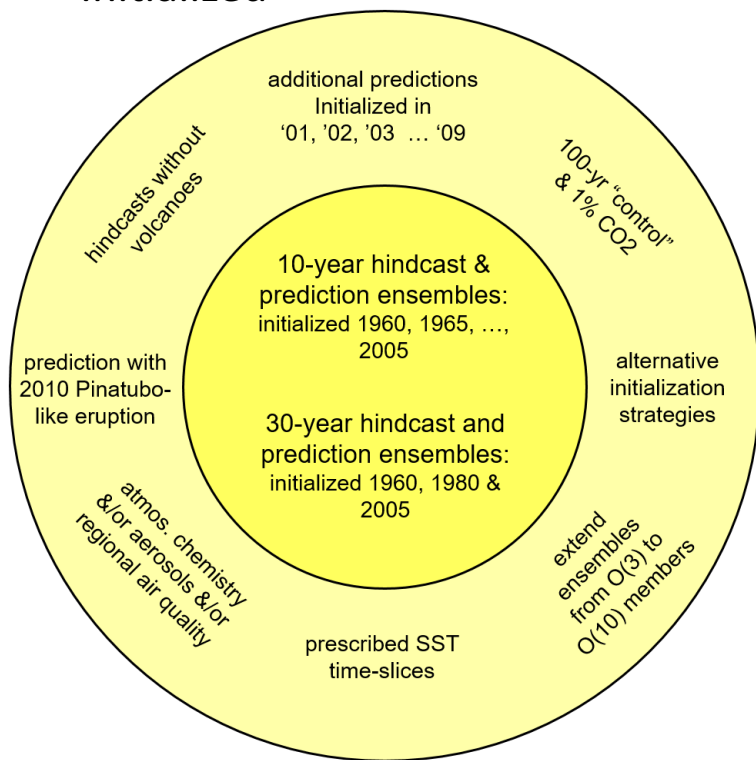 additional predictions
Initialized in
‘01, ’02, ’03 … ‘09
hindcasts without
volcanoes
100-yr “control”
& 1% CO2
10-year hindcast &
prediction ensembles:
initialized 1960, 1965, …,
2005
30-year hindcast and
prediction ensembles:
initialized 1960, 1980 &
2005
prediction with
2010 Pinatubo-
like eruption
alternative
initialization
strategies
atmos. chemistry
&/or aerosols &/or
regional air quality
extend
ensembles
from O(3) to
O(10) members
prescribed SST
time-slices